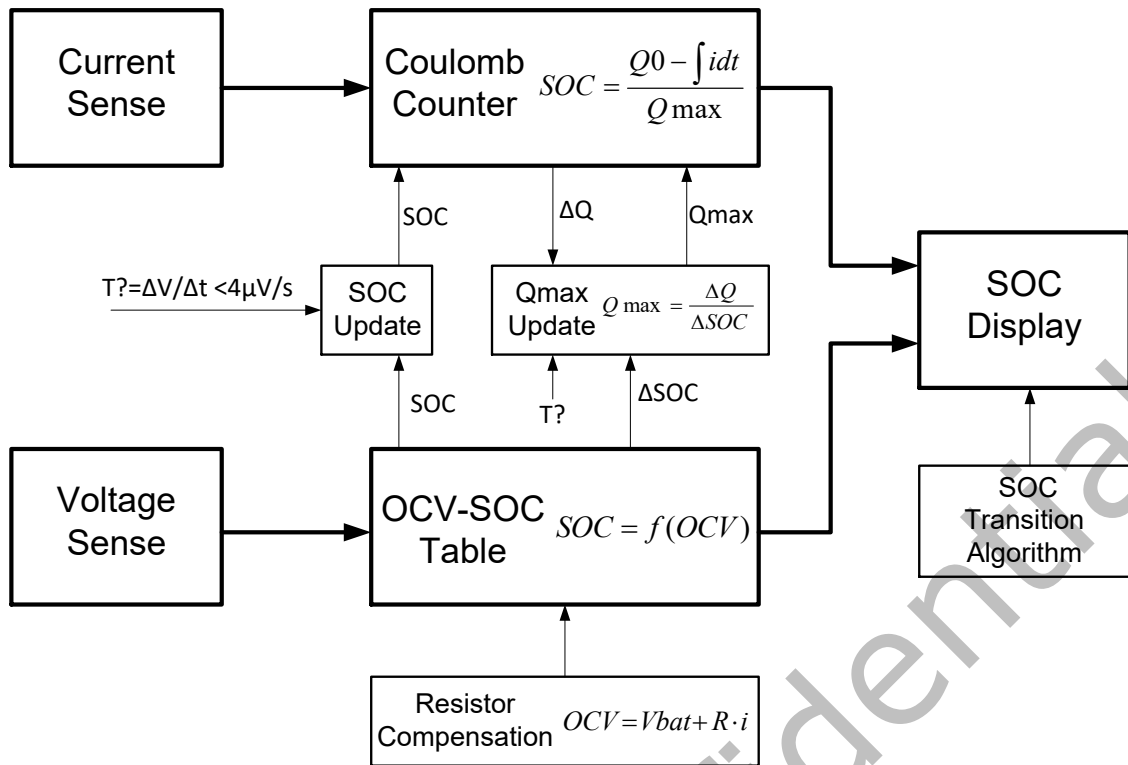 Current
Sense
Coulomb
Counter
SOC = (Q0 − ∫ idt) / Q max
SOC
ΔQ
Qmax
T?=ΔV/Δt <4μV/s
SOC
Update
Qmax
Update
Q max = ΔQ / ΔSOC
SOC
Display
SOC
T?
ΔSOC
Voltage
Sense
OCV-SOC
Table
SOC = f(OCV)
SOC
Transition
Algorithm
Resistor
Compensation
OCV=Vbat+R·i
fidential